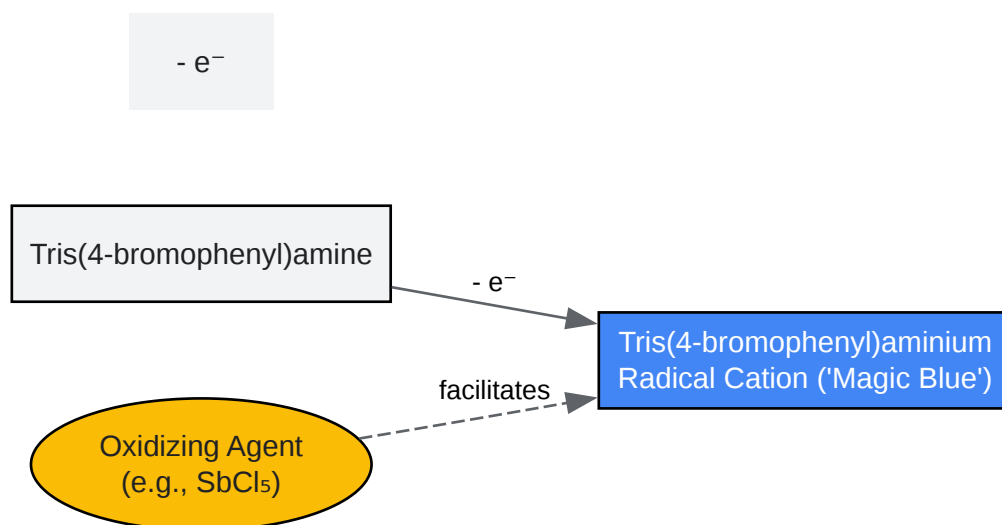 - e⁻
Tris(4-bromophenyl)amine
- e⁻
Tris(4-bromophenyl)aminium
Radical Cation ('Magic Blue')
facilitates
Oxidizing Agent
(e.g., SbCl₅)